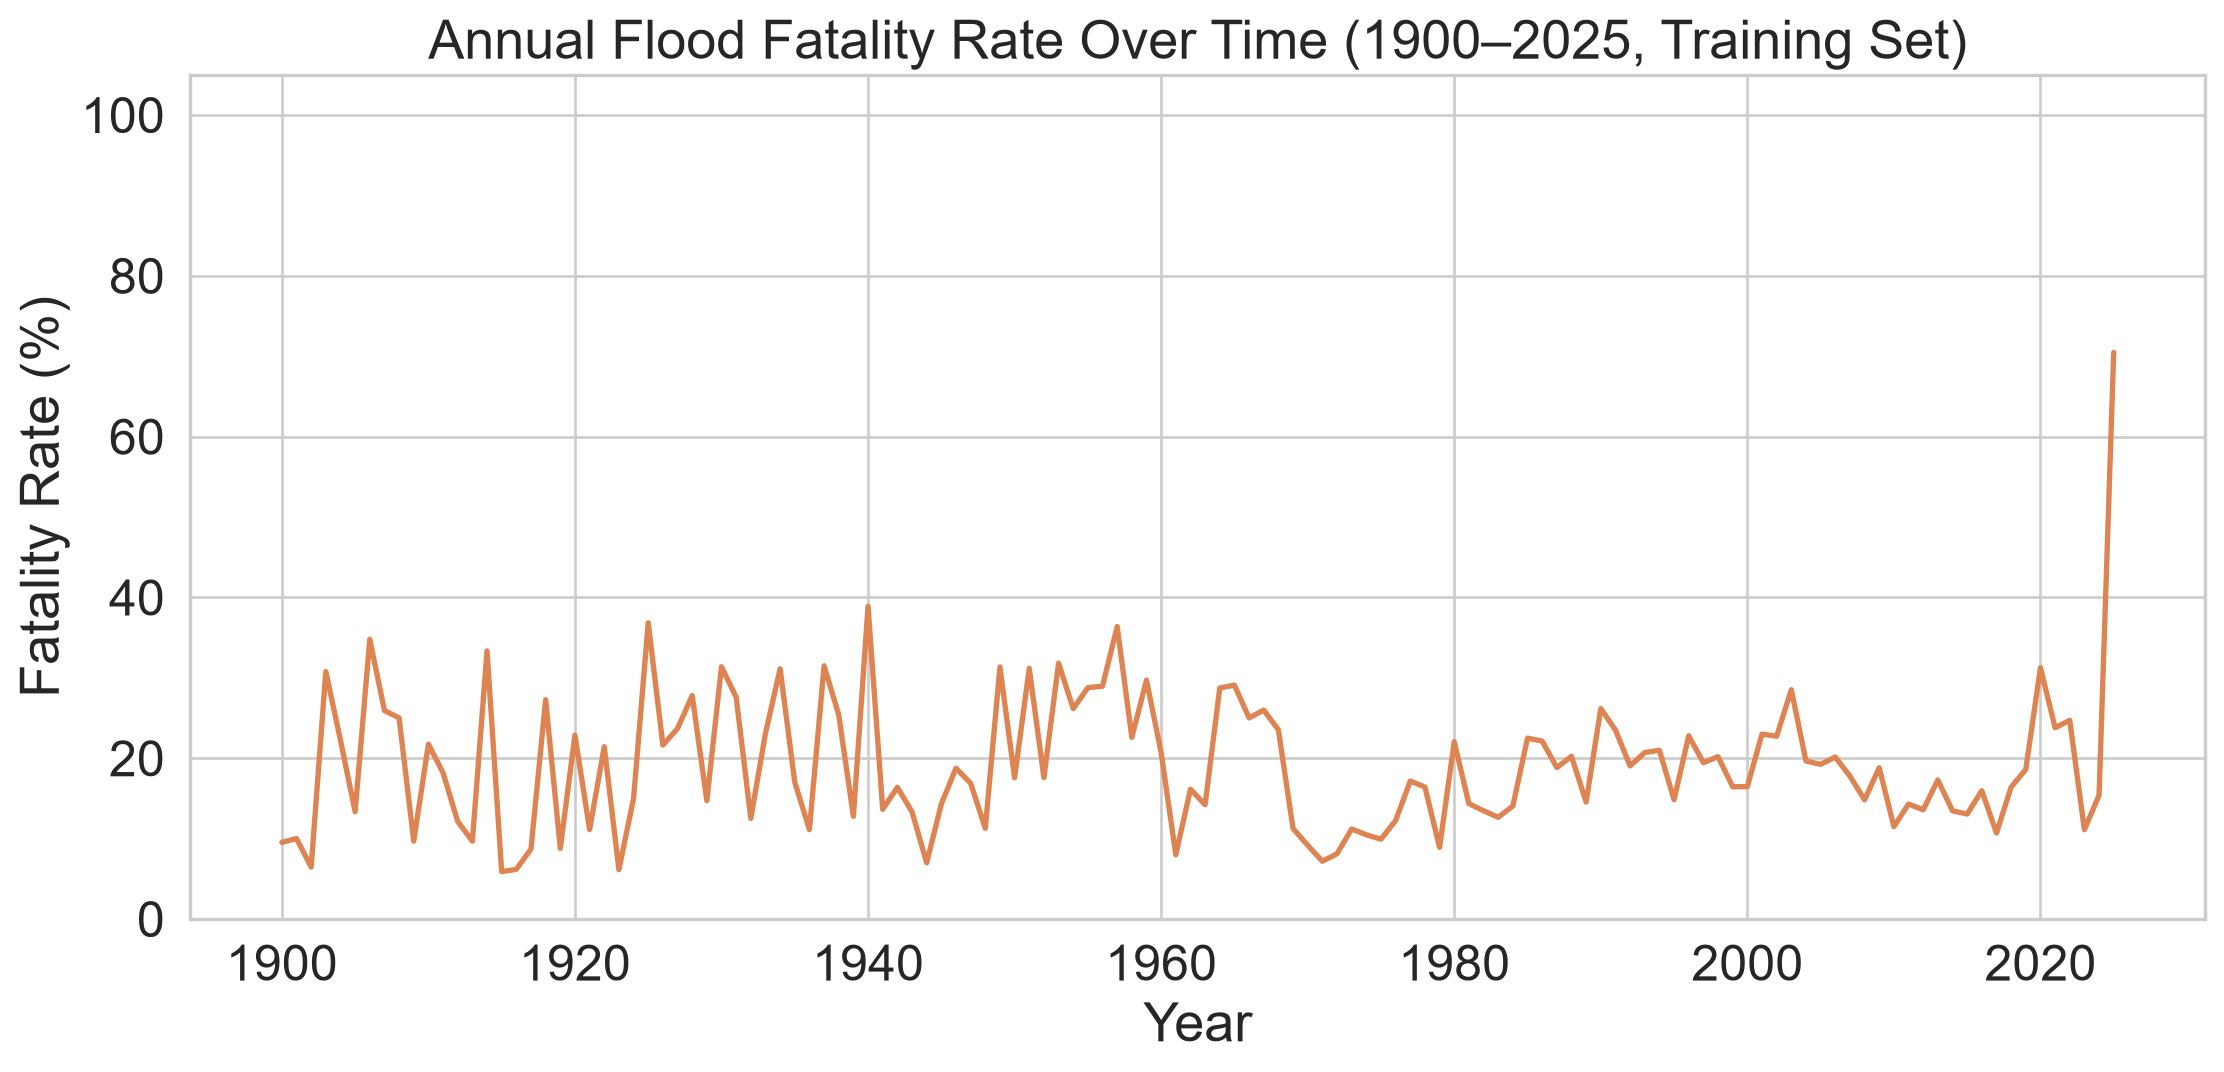 Annual Flood Fatality Rate Over Time (1900–2025, Training Set)
Fatality Rate (%)
100
80
60
40
20
0
1900 1920 1940 1960 1980 2000 2020
Year